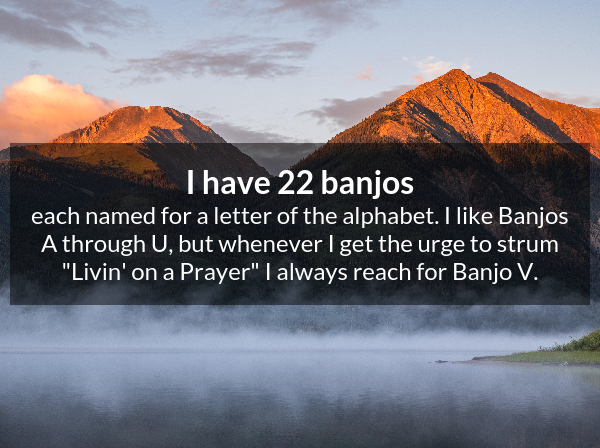 I have 22 banjos
each named for a letter of the alphabet. I like Banjos
A through U, but whenever I get the urge to strum
"Livin' on a Prayer" I always reach for Banjo V.